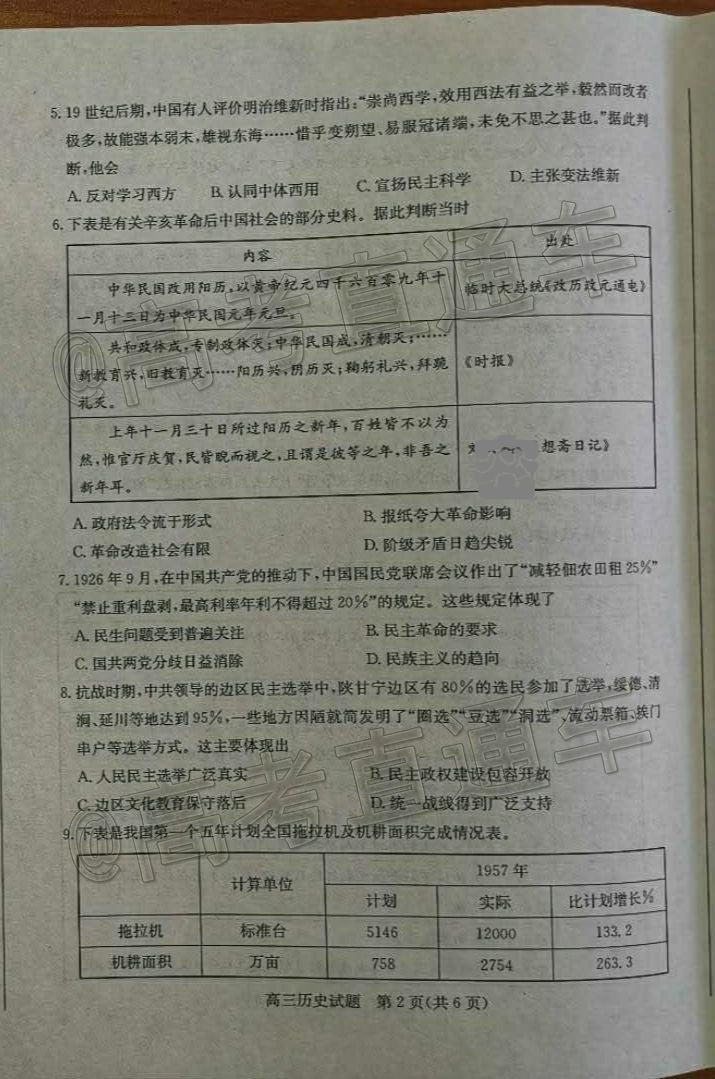 5.19世纪后期,中国有人评价明治维新时指出:“崇尚西学,效用西法有益之举,毅然而改者
极多,故能强本弱末,雄视东海……惜乎变朔望、易服冠诸端,未免不思之甚也。”据此判
断,他会
A.反对学习西方 B.认同中体西用 C.宣扬民主科学 D.主张变法维新
6.下表是有关辛亥革命后中国社会的部分史料。据此判断当时
内容 出处
中华民国改用阳历,以黄帝纪元四千六百零九年十
一月十三日为中华民国元年元旦。
临时大总统《改历改元通电》
共和政体成,专制政体灭;中华民国成,清朝灭;……
新教育兴,旧教育灭……阳历兴,阴历灭;鞠躬礼兴,拜跪
礼灭。
《时报》
上年十一月三十日所过阳历之新年,百姓皆不以为
然,惟官厅庆贺,民皆睨而视之,且谓是彼等之年,非吾之
新年耳。
想斋日记》
A.政府法令流于形式 B.报纸夸大革命影响
C.革命改造社会有限 D.阶级矛盾日趋尖锐
7.1926年9月,在中国共产党的推动下,中国国民党联席会议作出了“减轻佃农田租25%”
“禁止重利盘剥,最高利率年利不得超过20%”的规定。这些规定体现了
A.民生问题受到普遍关注 B.民主革命的要求
C.国共两党分歧日益消除 D.民族主义的趋向
8.抗战时期,中共领导的边区民主选举中,陕甘宁边区有80%的选民参加了选举,绥德、清
涧、延川等地达到95%,一些地方因陋就简发明了“圈选”“豆选”“洞选”、流动票箱、挨门
串户等选举方式。这主要体现出
A.人民民主选举广泛真实 B.民主政权建设包容开放
C.边区文化教育保守落后 D.统一战线得到广泛支持
9.下表是我国第一个五年计划全国拖拉机及机耕面积完成情况表。
计算单位 1957年
计划 实际 比计划增长%
拖拉机 标准台 5146 12000 133.2
机耕面积 万亩 758 2754 263.3
高三历史试题 第2页(共6页)
@高考直通车
@高考直通车